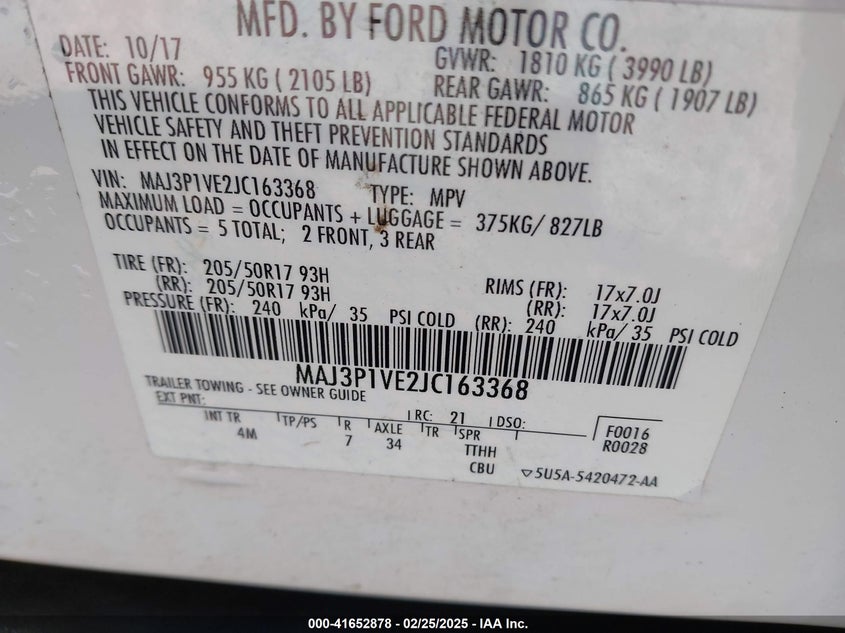 MFD. BY FORD MOTOR CO.
DATE: 10/17 GVWR: 1810 KG ( 3990 LB)
FRONT GAWR: 955 KG ( 2105 LB) REAR GAWR: 865 KG ( 1907 LB)
THIS VEHICLE CONFORMS TO ALL APPLICABLE FEDERAL MOTOR
VEHICLE SAFETY AND THEFT PREVENTION STANDARDS
IN EFFECT ON THE DATE OF MANUFACTURE SHOWN ABOVE.
VIN: MAJ3P1VE2JC163368 TYPE: MPV
MAXIMUM LOAD = OCCUPANTS + LUGGAGE = 375KG/ 827LB
OCCUPANTS = 5 TOTAL; 2 FRONT, 3 REAR
TIRE (FR): 205/50R17 93H RIMS (FR): 17x7.0J
(RR): 205/50R17 93H (RR): 17x7.0J
PRESSURE (FR): 240 kPa/ 35 PSI COLD (RR): 240 kPa/ 35 PSI COLD
MAJ3P1VE2JC163368
TRAILER TOWING - SEE OWNER GUIDE
EXT PNT: RC: 21 DSO:
INT TR TP/PS R AXLE TR SPR F0016
4M 7 34 TTHH R0028
CBU 5U5A-5420472-AA
000-41652878 - 02/25/2025 - IAA Inc.